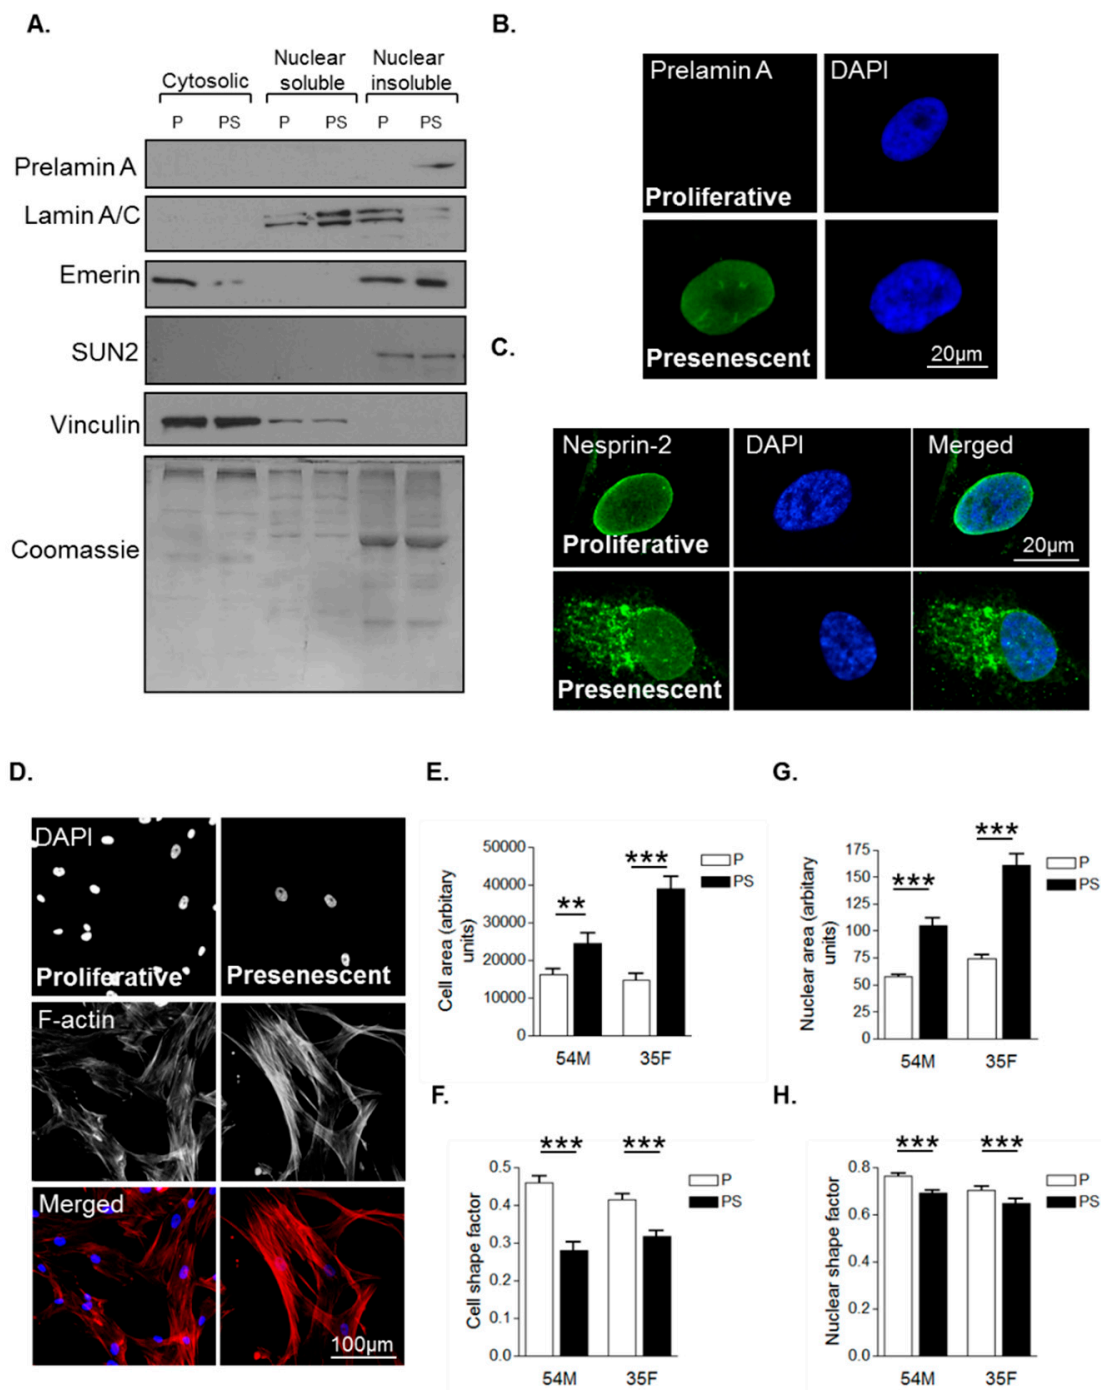 A.
Cytosolic
Nuclear
soluble
Nuclear
insoluble
P PS P PS P PS
Prelamin A
Lamin A/C
Emerin
SUN2
Vinculin
Coomassie
B.
Prelamin A DAPI
Proliferative
Presenescent
20µm
C.
Nesprin-2 DAPI Merged
Proliferative
20µm
Presenescent
D.
DAPI
Proliferative Presenescent
F-actin
Merged
100µm
E.
Cell area (arbitary
units)
50000
40000
30000
20000
10000
0
**
***
P
PS
54M 35F
F.
Cell shape factor
0.5
0.4
0.3
0.2
0.1
0.0
***
***
P
PS
54M 35F
G.
Nuclear area (arbitary
units)
175
150
125
100
75
50
25
0
***
***
P
PS
54M 35F
H.
Nuclear shape factor
0.8
0.6
0.4
0.2
0.0
***
***
P
PS
54M 35F